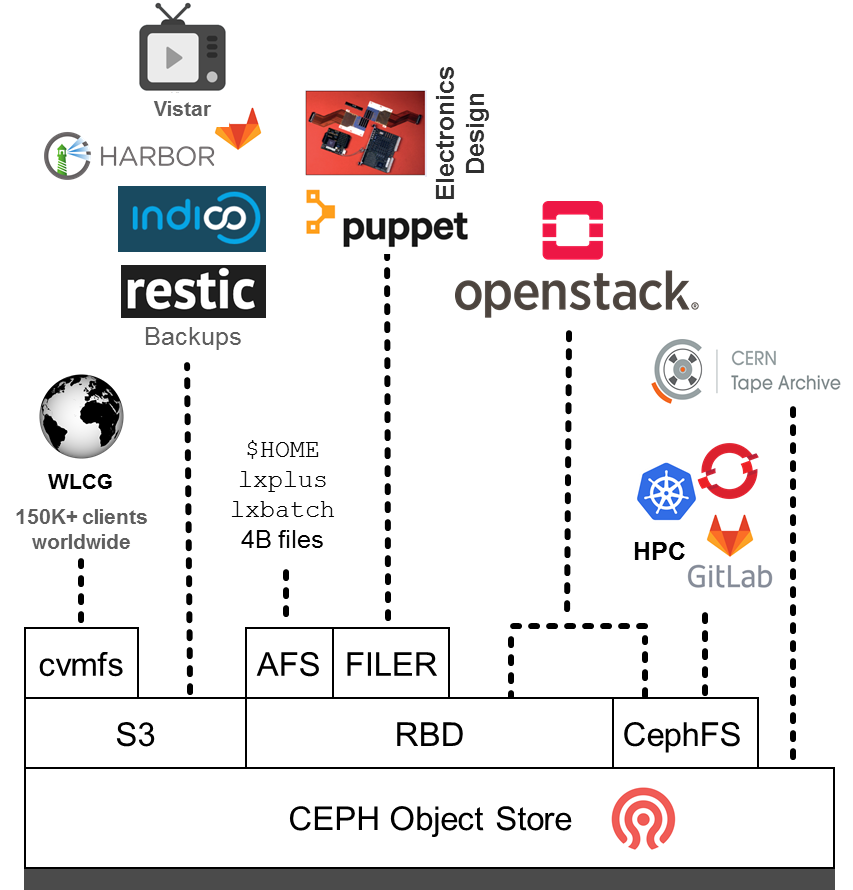 Vistar
HARBOR
indico
restic
Backups
Electronics
Design
puppet
openstack®
CERN
Tape Archive
WLCG
150K+ clients
worldwide
$HOME
lxplus
lxbatch
4B files
HPC
GitLab
cvmfs
AFS
FILER
S3
RBD
CephFS
CEPH Object Store